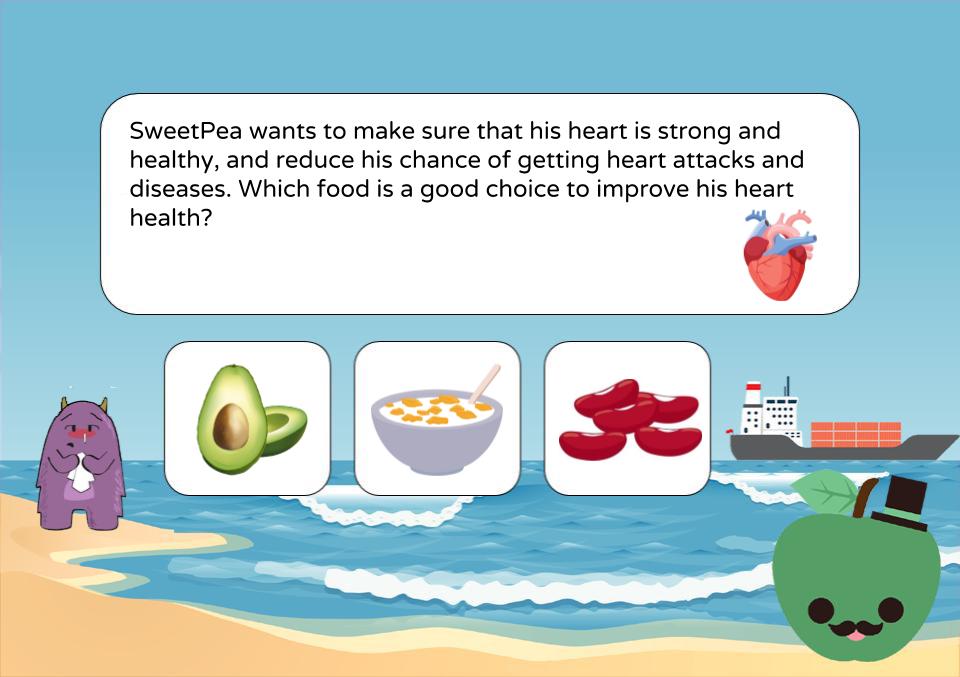 SweetPea wants to make sure that his heart is strong and
healthy, and reduce his chance of getting heart attacks and
diseases. Which food is a good choice to improve his heart
health?